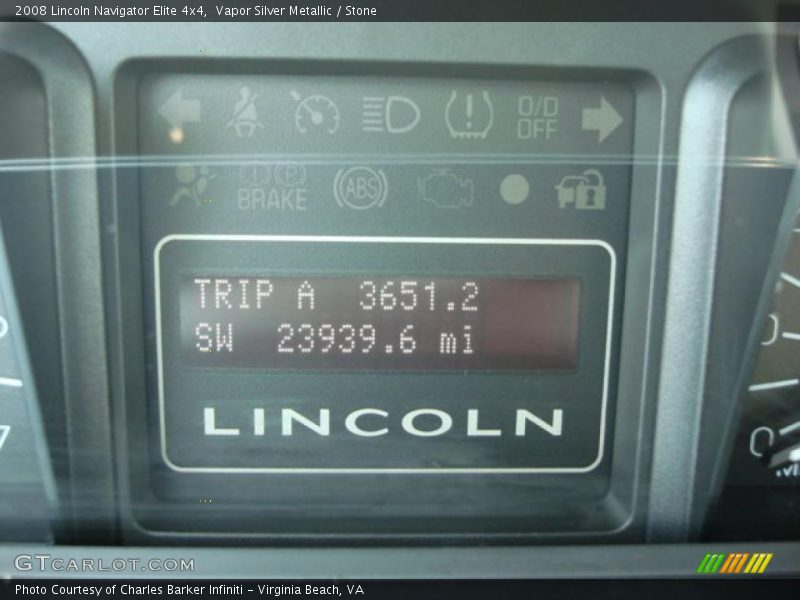 2008 Lincoln Navigator Elite 4x4, Vapor Silver Metallic / Stone
O/D
OFF
BRAKE
ABS
TRIP A 3651.2
SW 23939.6 mi
LINCOLN
0
GTCARLOT.COM
Photo Courtesy of Charles Barker Infiniti - Virginia Beach, VA